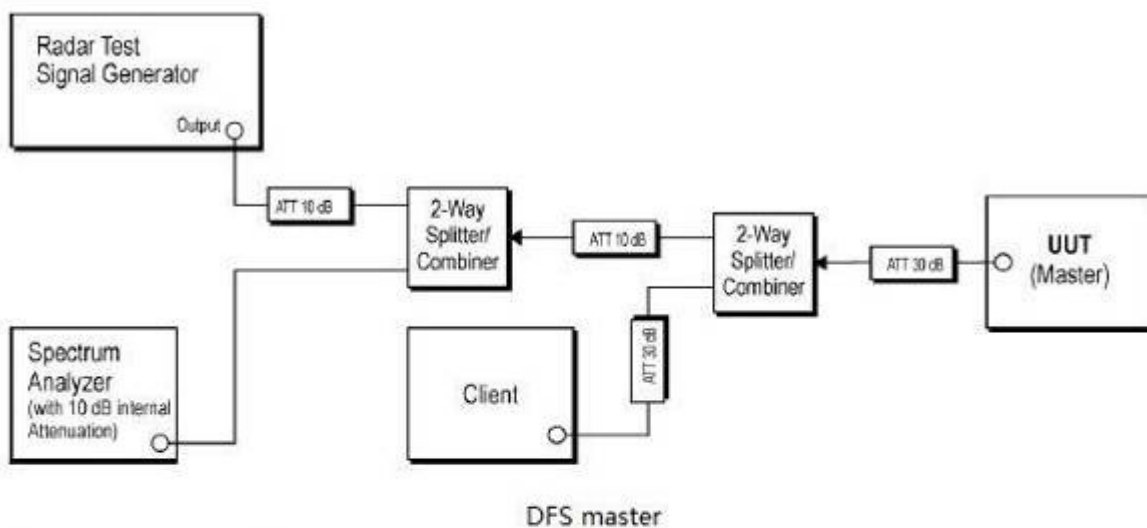 Radar Test
Signal Generator
Output
ATT 10 dB
2-Way
Splitter/
Combiner
ATT 10 dB
2-Way
Splitter/
Combiner
ATT 30 dB
UUT
(Master)
Spectrum
Analyzer
(with 10 dB internal
Attenuation)
Client
ATT 30 dB
DFS master